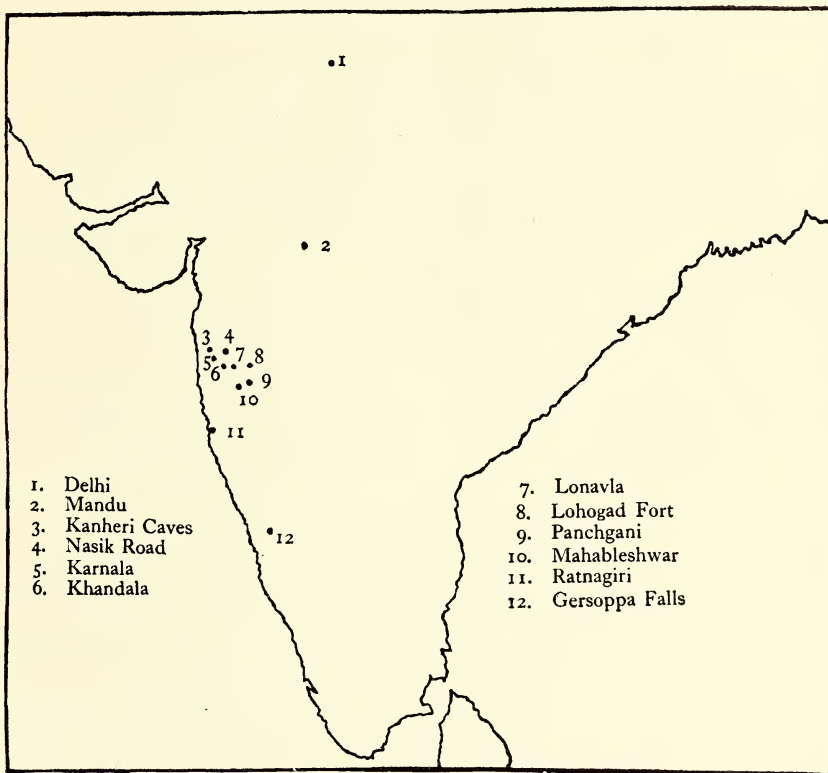 1
2
3 4
5 7 8
6 9
10
11
12
1. Delhi
2. Mandu
3. Kanheri Caves
4. Nasik Road
5. Karnala
6. Khandala
7. Lonavla
8. Lohogad Fort
9. Panchgani
10. Mahableshwar
11. Ratnagiri
12. Gersoppa Falls